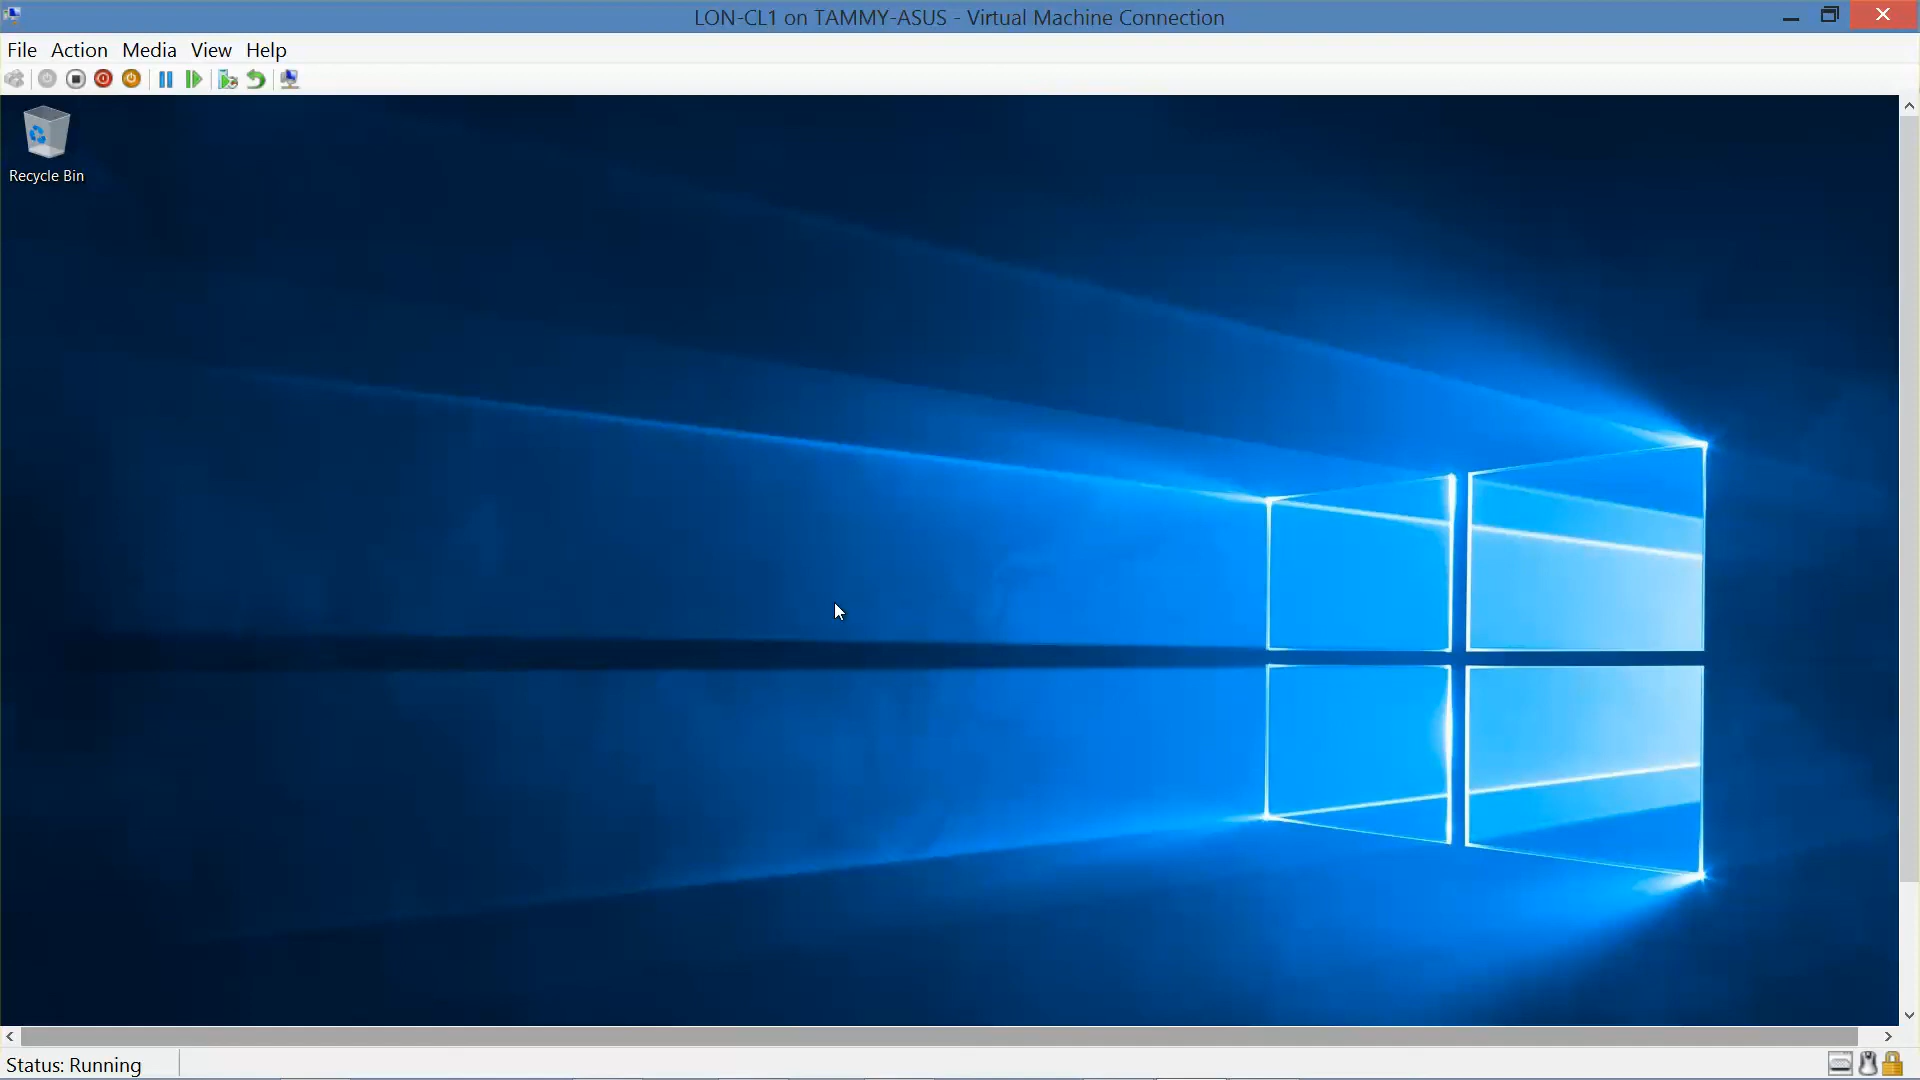 LON-CL1 on TAMMY-ASUS - Virtual Machine Connection
File Action Media View Help
Recycle Bin
Status: Running